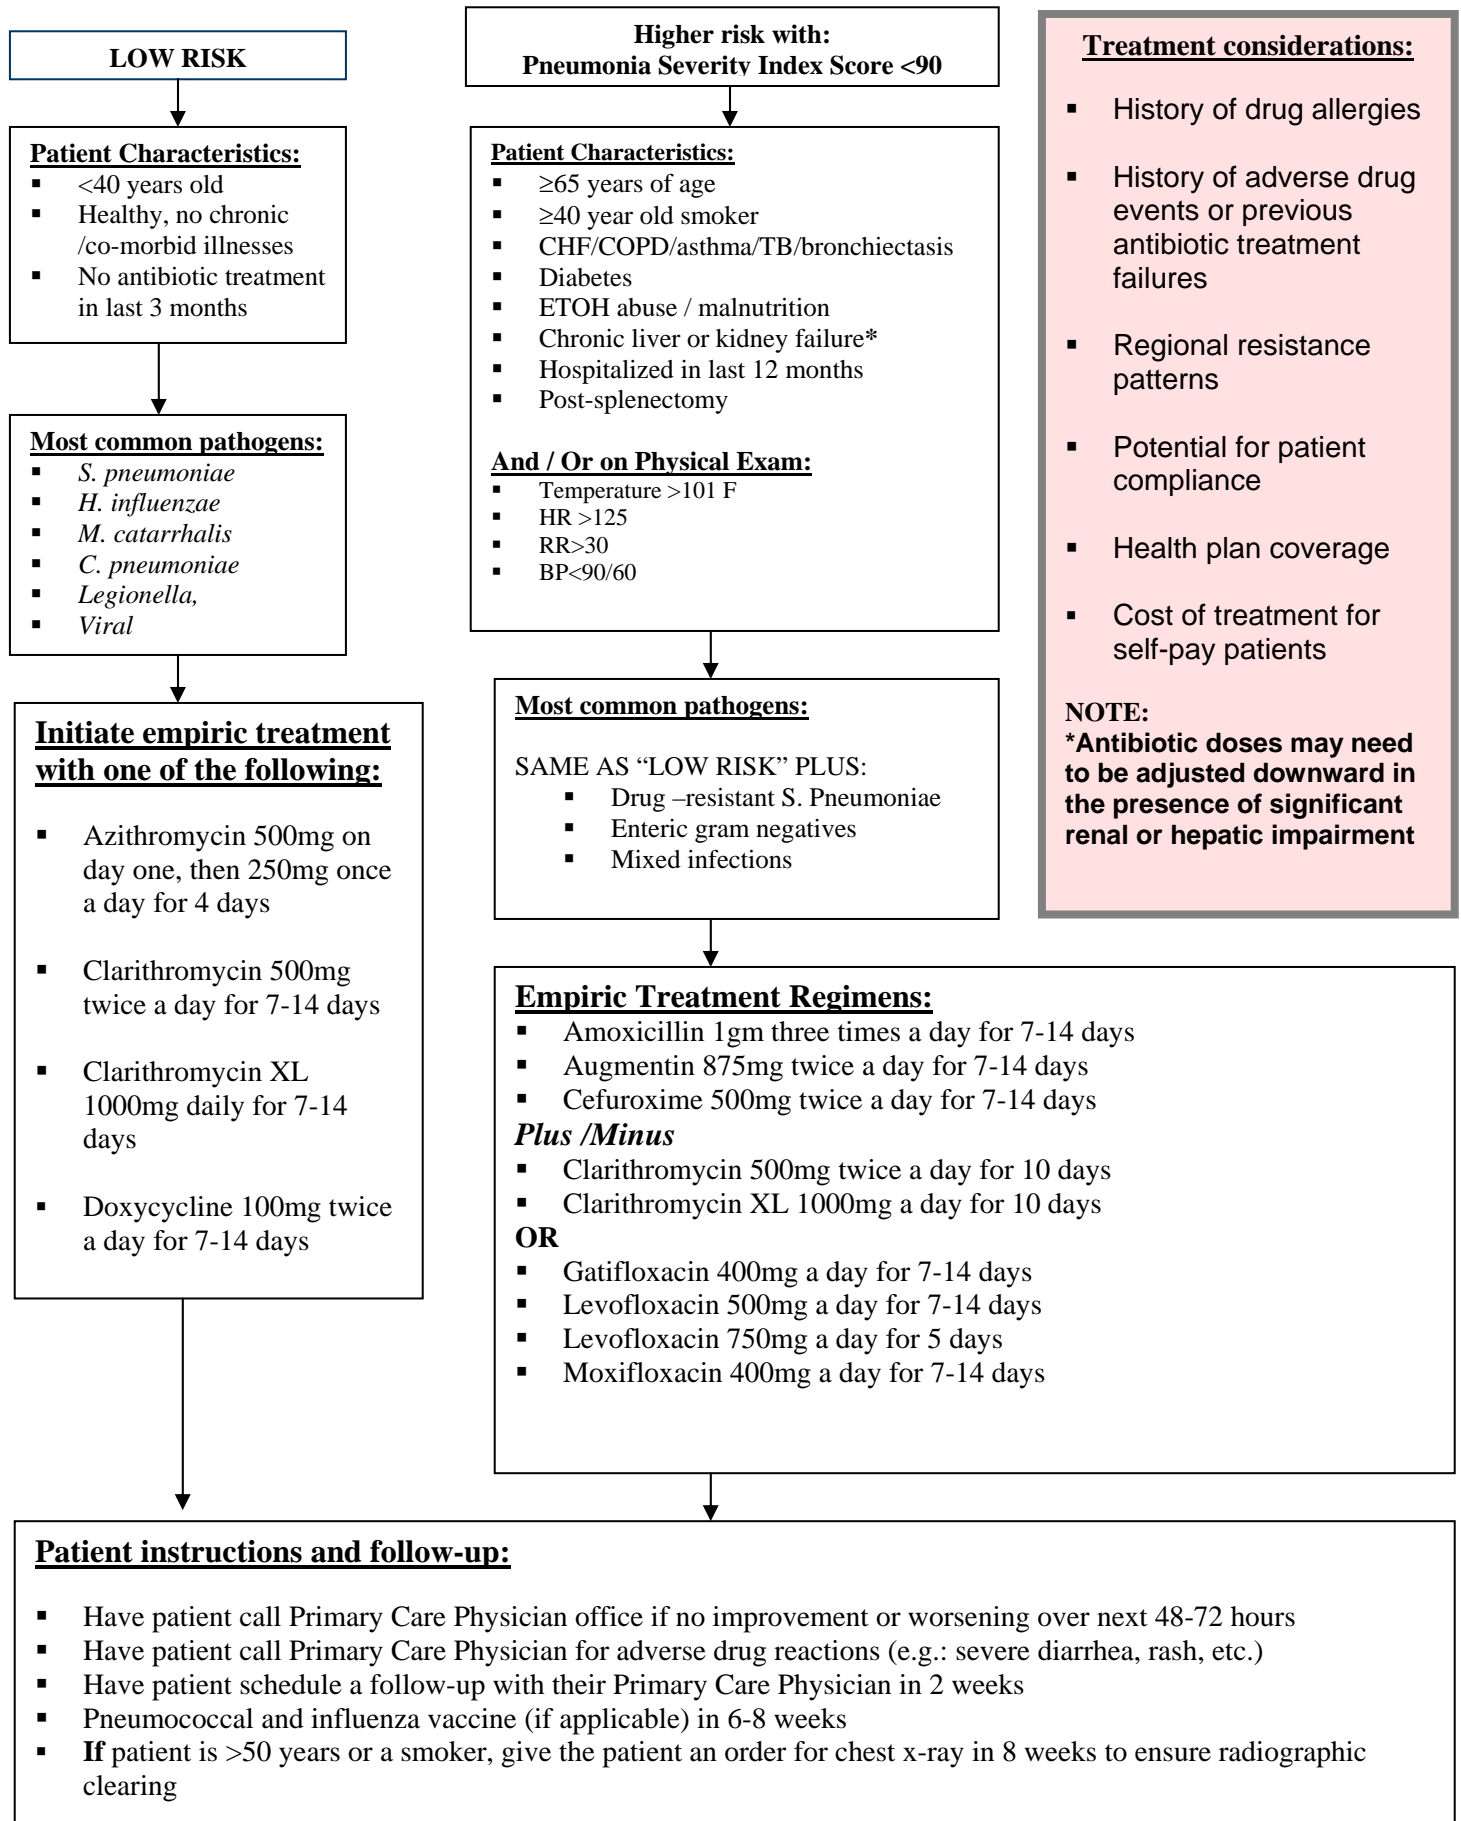 LOW RISK
Patient Characteristics:
▪ <40 years old
▪ Healthy, no chronic
/co-morbid illnesses
▪ No antibiotic treatment
in last 3 months
Most common pathogens:
▪ S. pneumoniae
▪ H. influenzae
▪ M. catarrhalis
▪ C. pneumoniae
▪ Legionella,
▪ Viral
Initiate empiric treatment
with one of the following:
▪ Azithromycin 500mg on
day one, then 250mg once
a day for 4 days
▪ Clarithromycin 500mg
twice a day for 7-14 days
▪ Clarithromycin XL
1000mg daily for 7-14
days
▪ Doxycycline 100mg twice
a day for 7-14 days
Higher risk with:
Pneumonia Severity Index Score <90
Patient Characteristics:
▪ ≥65 years of age
▪ ≥40 year old smoker
▪ CHF/COPD/asthma/TB/bronchiectasis
▪ Diabetes
▪ ETOH abuse / malnutrition
▪ Chronic liver or kidney failure*
▪ Hospitalized in last 12 months
▪ Post-splenectomy
And / Or on Physical Exam:
▪ Temperature >101 F
▪ HR >125
▪ RR>30
▪ BP<90/60
Most common pathogens:
SAME AS “LOW RISK” PLUS:
▪ Drug –resistant S. Pneumoniae
▪ Enteric gram negatives
▪ Mixed infections
Treatment considerations:
▪ History of drug allergies
▪ History of adverse drug
events or previous
antibiotic treatment
failures
▪ Regional resistance
patterns
▪ Potential for patient
compliance
▪ Health plan coverage
▪ Cost of treatment for
self-pay patients
NOTE:
*Antibiotic doses may need
to be adjusted downward in
the presence of significant
renal or hepatic impairment
Empiric Treatment Regimens:
▪ Amoxicillin 1gm three times a day for 7-14 days
▪ Augmentin 875mg twice a day for 7-14 days
▪ Cefuroxime 500mg twice a day for 7-14 days
Plus /Minus
▪ Clarithromycin 500mg twice a day for 10 days
▪ Clarithromycin XL 1000mg a day for 10 days
OR
▪ Gatifloxacin 400mg a day for 7-14 days
▪ Levofloxacin 500mg a day for 7-14 days
▪ Levofloxacin 750mg a day for 5 days
▪ Moxifloxacin 400mg a day for 7-14 days
Patient instructions and follow-up:
▪ Have patient call Primary Care Physician office if no improvement or worsening over next 48-72 hours
▪ Have patient call Primary Care Physician for adverse drug reactions (e.g.: severe diarrhea, rash, etc.)
▪ Have patient schedule a follow-up with their Primary Care Physician in 2 weeks
▪ Pneumococcal and influenza vaccine (if applicable) in 6-8 weeks
▪ If patient is >50 years or a smoker, give the patient an order for chest x-ray in 8 weeks to ensure radiographic
clearing